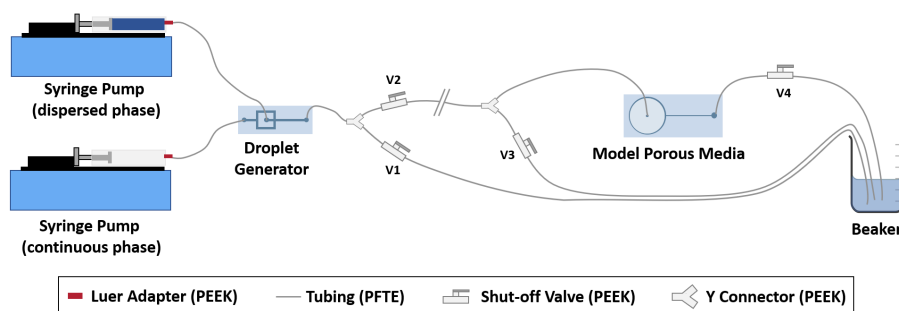 Syringe Pump
(dispersed phase)
V2
V4
Droplet
Generator
V1
V3
Model Porous Media
Syringe Pump
(continuous phase)
Beaker
Luer Adapter (PEEK)
Tubing (PFTE)
Shut-off Valve (PEEK)
Y Connector (PEEK)